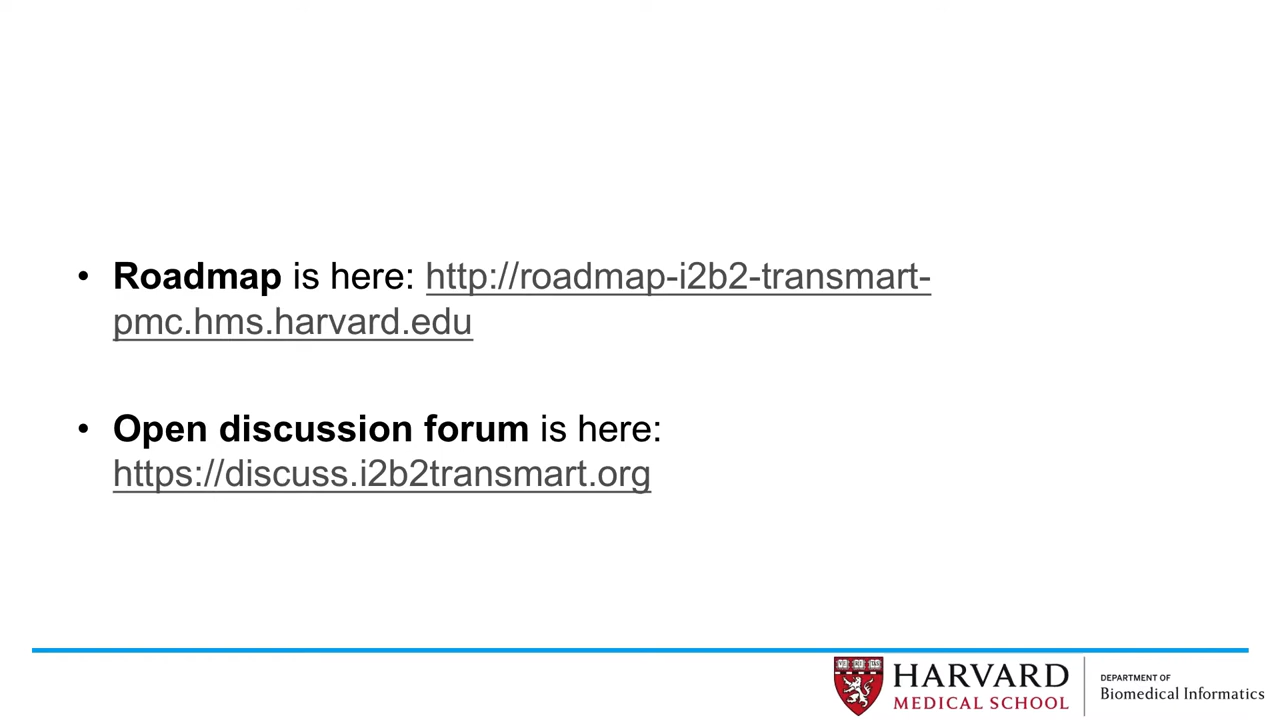 • Roadmap is here: http://roadmap-i2b2-transmart-
pmc.hms.harvard.edu
• Open discussion forum is here:
https://discuss.i2b2transmart.org
HARVARD
MEDICAL SCHOOL
DEPARTMENT OF
Biomedical Informatics